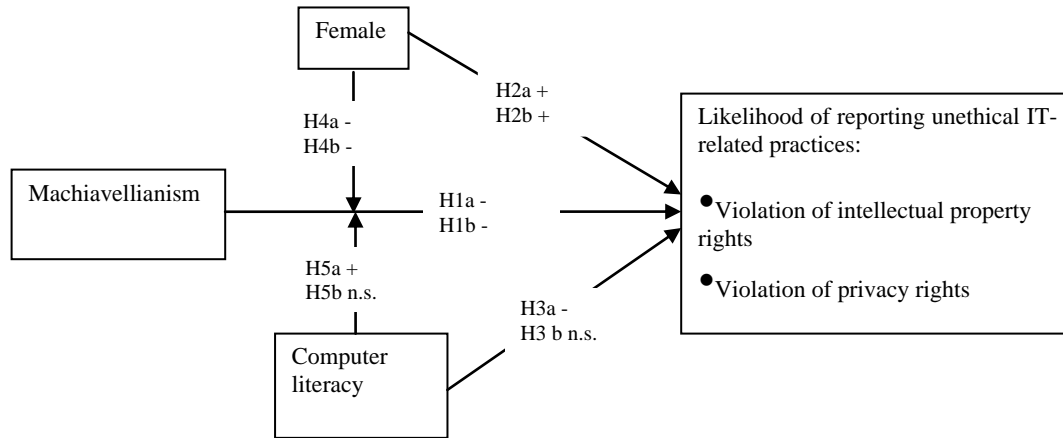 Female
H2a +
H2b +
Likelihood of reporting unethical IT-
related practices:
H4a -
H4b -
Machiavellianism
H1a -
H1b -
●Violation of intellectual property
rights
H5a +
H5b n.s.
●Violation of privacy rights
H3a -
H3 b n.s.
Computer
literacy